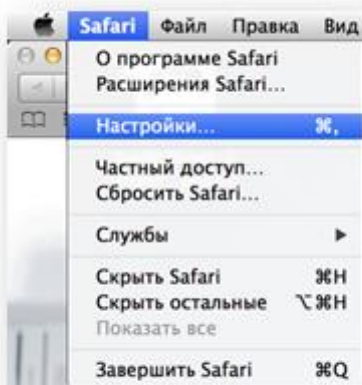 Safari Файл Правка Вид
О программе Safari
Расширения Safari...
Настройки... ⌘,
Частный доступ...
Сбросить Safari...
Службы ▶
Скрыть Safari ⌘H
Скрыть остальные ⌥⌘H
Показать все
Завершить Safari ⌘Q